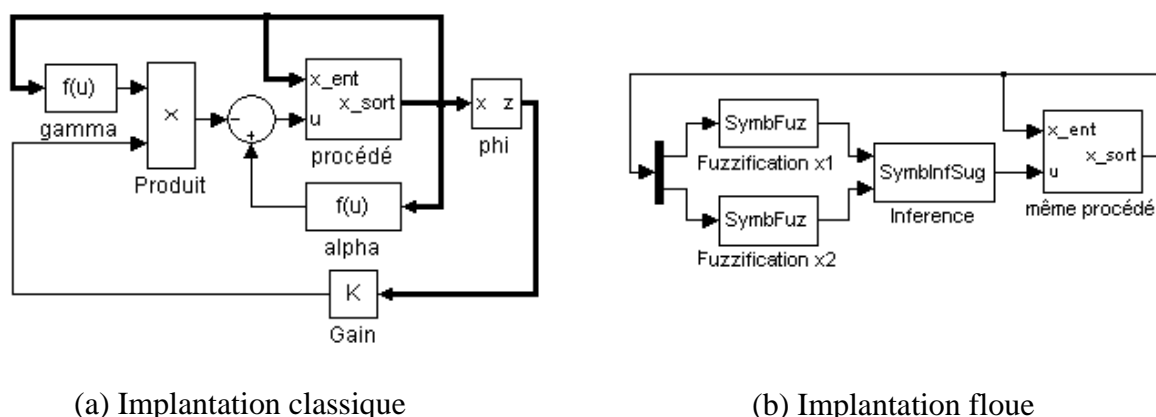 f(u)
gamma
×
Produit
−
+
x_ent
x_sort
u
procédé
x z
phi
f(u)
alpha
K
Gain
(a) Implantation classique
SymbFuz
Fuzzification x1
SymbFuz
Fuzzification x2
SymbInfSug
Inference
x_ent
x_sort
u
même procédé
(b) Implantation floue